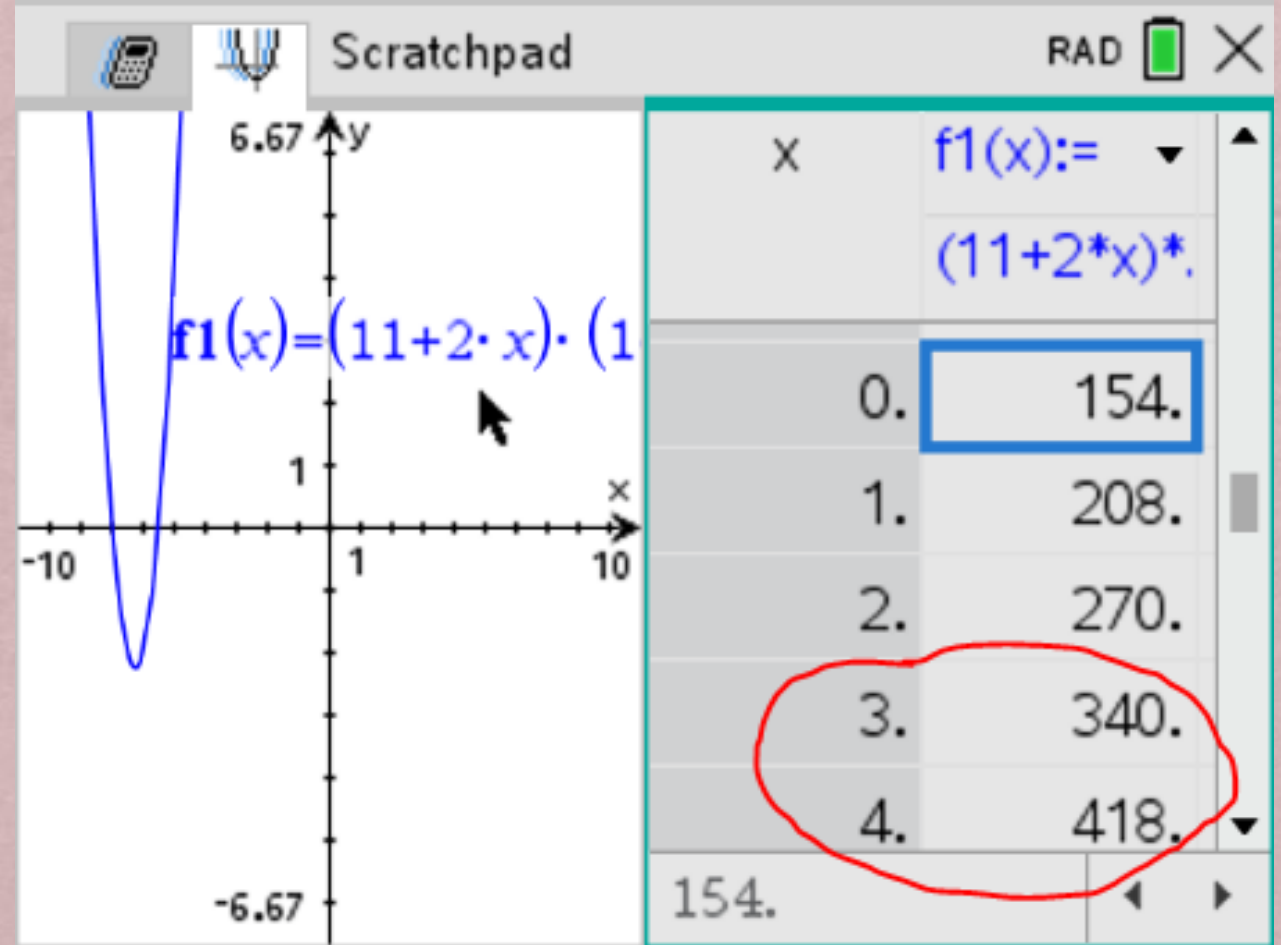 Scratchpad
RAD
6.67
y
f1(x)=(11+2· x)· (1
1
x
-10
1
10
-6.67
x
f1(x):=
(11+2*x)*.
0.
154.
1.
208.
2.
270.
3.
340.
4.
418.
154.